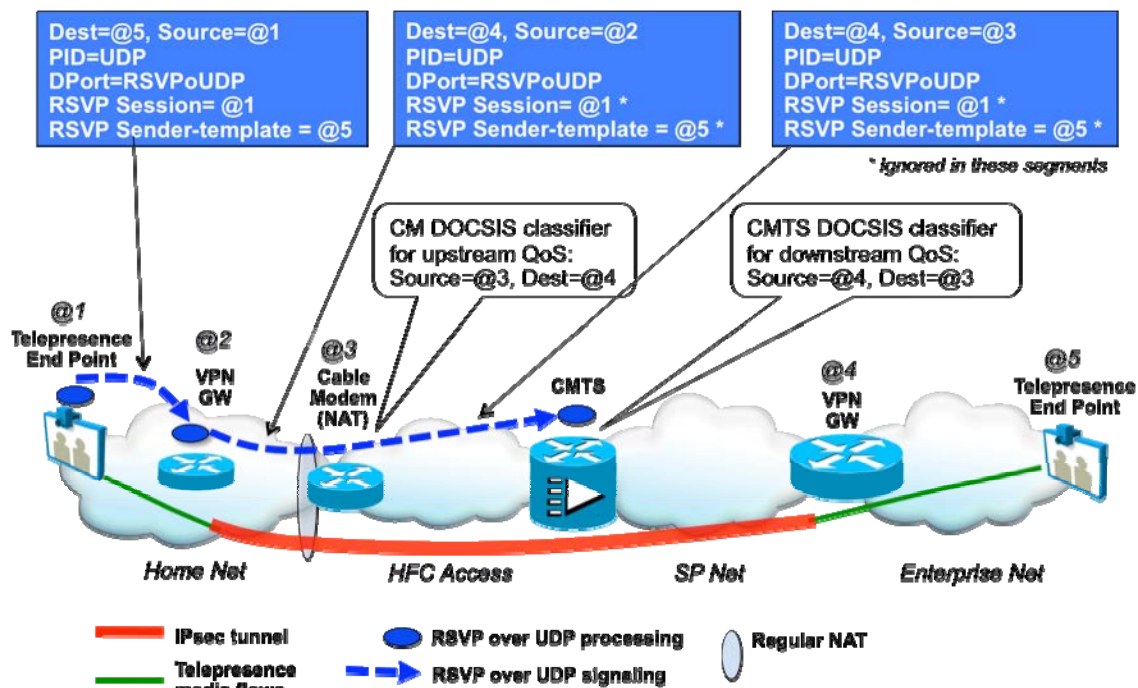 Dest=@5, Source=@1
PID=UDP
DPort=RSVPoUDP
RSVP Session= @1
RSVP Sender-template = @5
Dest=@4, Source=@2
PID=UDP
DPort=RSVPoUDP
RSVP Session= @1 *
RSVP Sender-template = @5 *
Dest=@4, Source=@3
PID=UDP
DPort=RSVPoUDP
RSVP Session= @1 *
RSVP Sender-template = @5 *
* ignored in these segments
CM DOCSIS classifier
for upstream QoS:
Source=@3, Dest=@4
CMTS DOCSIS classifier
for downstream QoS:
Source=@4, Dest=@3
@1
Telepresence
End Point
@2
VPN
GW
@3
Cable
Modem
(NAT)
CMTS
@4
VPN
GW
@5
Telepresence
End Point
Home Net
HFC Access
SP Net
Enterprise Net
IPsec tunnel
RSVP over UDP processing
Regular NAT
Telepresence
media flows
RSVP over UDP signaling